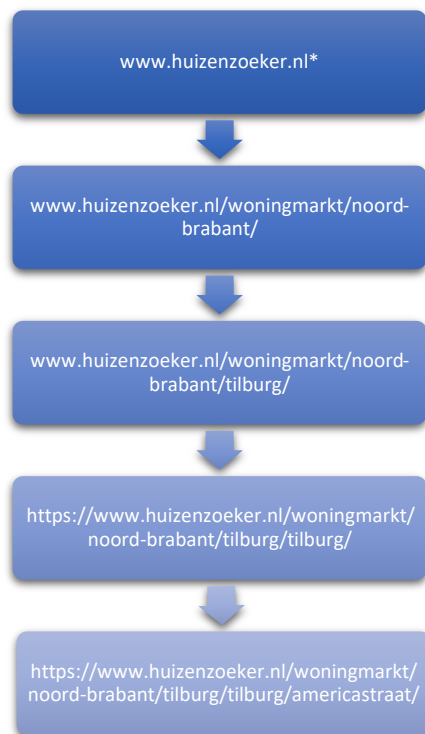 www.huizenzoeker.nl*
www.huizenzoeker.nl/woningmarkt/noord-
brabant/
www.huizenzoeker.nl/woningmarkt/noord-
brabant/tilburg/
https://www.huizenzoeker.nl/woningmarkt/
noord-brabant/tilburg/tilburg/
https://www.huizenzoeker.nl/woningmarkt/
noord-brabant/tilburg/tilburg/americastraat/